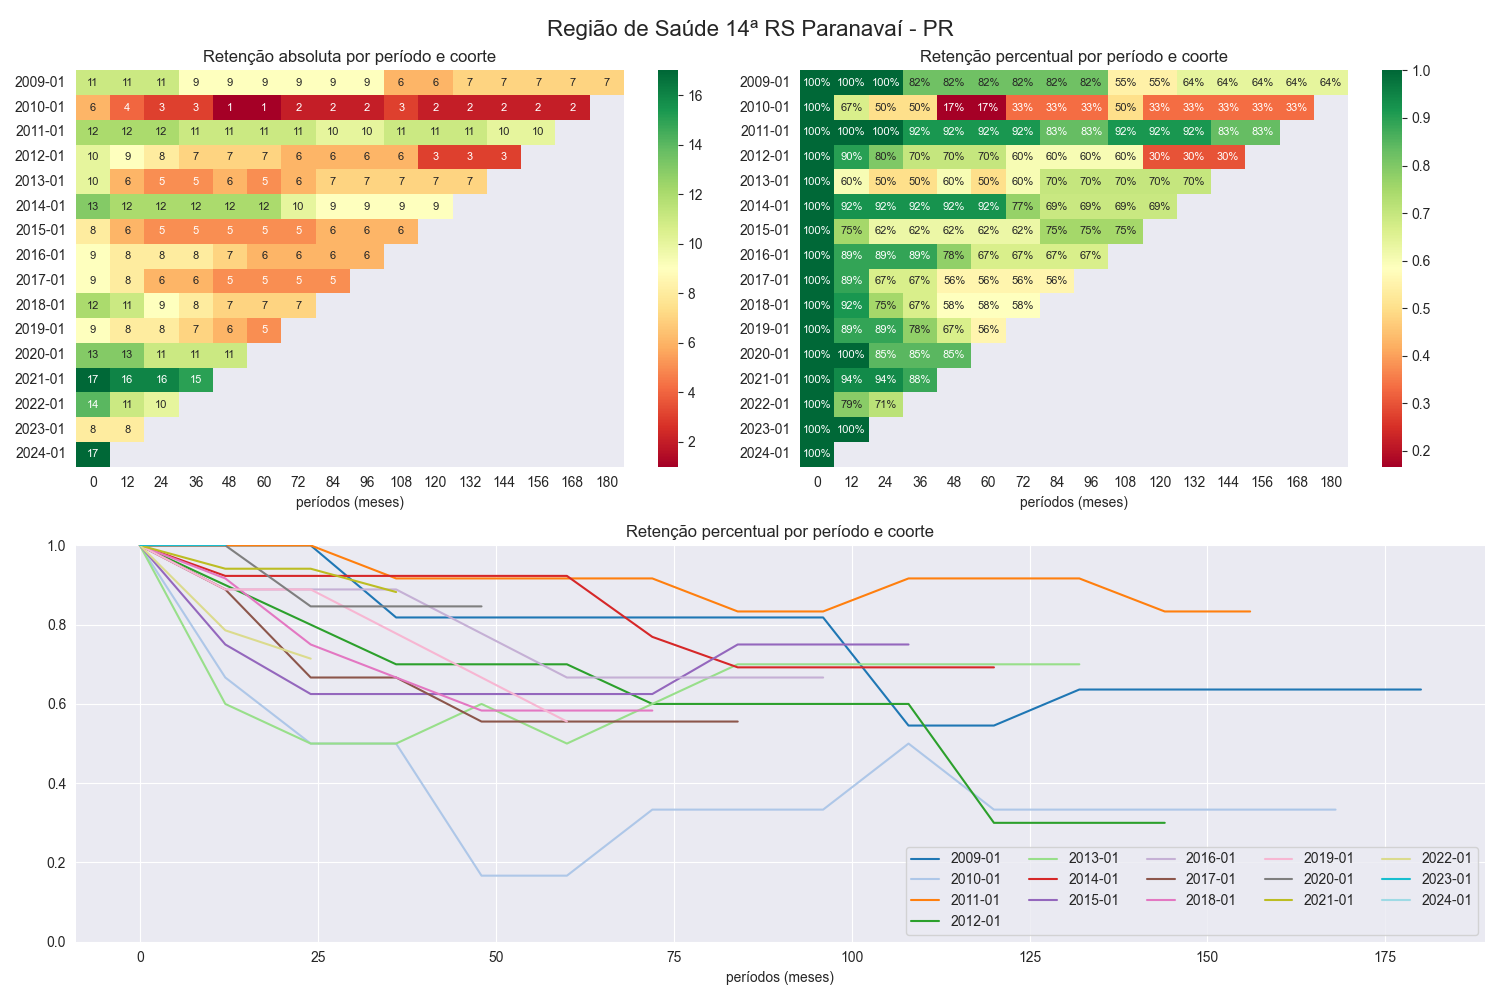 Região de Saúde 14ª RS Paranavaí - PR
Retenção absoluta por período e coorte
2009-01 11 11 11 9 9 9 9 9 9 6 6 7 7 7 7 7
2010-01 6 4 3 3 1 1 2 2 2 3 2 2 2 2 2
2011-01 12 12 12 11 11 11 11 10 10 11 11 11 10 10
2012-01 10 9 8 7 7 7 6 6 6 6 3 3 3
2013-01 10 6 5 5 6 5 6 7 7 7 7 7
2014-01 13 12 12 12 12 12 10 9 9 9 9
2015-01 8 6 5 5 5 5 5 6 6 6
2016-01 9 8 8 8 7 6 6 6 6
2017-01 9 8 6 6 5 5 5 5
2018-01 12 11 9 8 7 7 7
2019-01 9 8 8 7 6 5
2020-01 13 13 11 11 11
2021-01 17 16 16 15
2022-01 14 11 10
2023-01 8 8
2024-01 17
0 12 24 36 48 60 72 84 96 108 120 132 144 156 168 180
períodos (meses)
16
14
12
10
8
6
4
2
Retenção percentual por período e coorte
2009-01 100% 100% 100% 82% 82% 82% 82% 82% 82% 55% 55% 64% 64% 64% 64% 64%
2010-01 100% 67% 50% 50% 17% 17% 33% 33% 33% 50% 33% 33% 33% 33% 33%
2011-01 100% 100% 100% 92% 92% 92% 92% 83% 83% 92% 92% 92% 83% 83%
2012-01 100% 90% 80% 70% 70% 70% 60% 60% 60% 60% 30% 30% 30%
2013-01 100% 60% 50% 50% 60% 50% 60% 70% 70% 70% 70% 70%
2014-01 100% 92% 92% 92% 92% 92% 77% 69% 69% 69% 69%
2015-01 100% 75% 62% 62% 62% 62% 62% 75% 75% 75%
2016-01 100% 89% 89% 89% 78% 67% 67% 67% 67%
2017-01 100% 89% 67% 67% 56% 56% 56% 56%
2018-01 100% 92% 75% 67% 58% 58% 58%
2019-01 100% 89% 89% 78% 67% 56%
2020-01 100% 100% 85% 85% 85%
2021-01 100% 94% 94% 88%
2022-01 100% 79% 71%
2023-01 100% 100%
2024-01 100%
0 12 24 36 48 60 72 84 96 108 120 132 144 156 168 180
períodos (meses)
1.0
0.9
0.8
0.7
0.6
0.5
0.4
0.3
0.2
Retenção percentual por período e coorte
1.0
0.8
0.6
0.4
0.2
0.0
0 25 50 75 100 125 150 175
períodos (meses)
2009-01 2013-01 2016-01 2019-01 2022-01
2010-01 2014-01 2017-01 2020-01 2023-01
2011-01 2015-01 2018-01 2021-01 2024-01
2012-01